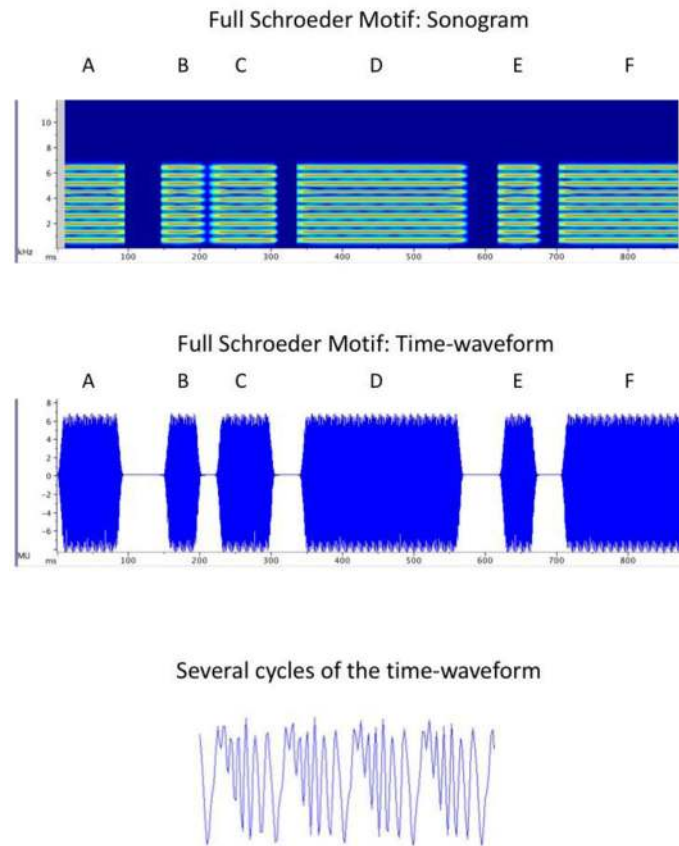 Full Schroeder Motif: Sonogram
A B C D E F
10
8
6
4
2
kHz
ms 100 200 300 400 500 600 700 800
Full Schroeder Motif: Time-waveform
A B C D E F
8
6
4
2
0
-2
-4
-6
MU
ms 100 200 300 400 500 600 700 800
Several cycles of the time-waveform